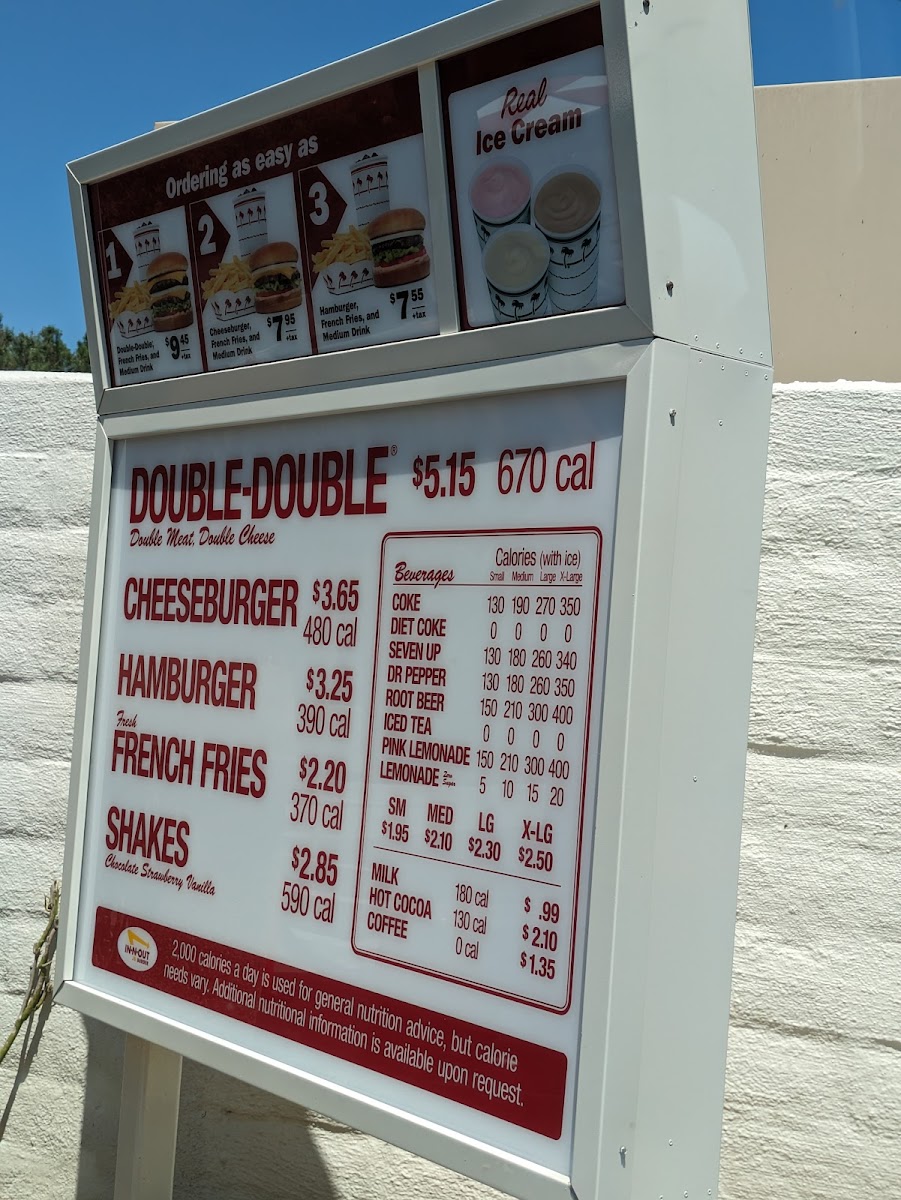 Ordering as easy as
1
Double-Double,
French Fries, and
Medium Drink
$9 45
+tax
2
Cheeseburger,
French Fries, and
Medium Drink
$7 95
+tax
3
Hamburger,
French Fries, and
Medium Drink
$7 55
+tax
Real
Ice Cream
DOUBLE-DOUBLE® $5.15 670 cal
Double Meat, Double Cheese
CHEESEBURGER $3.65
480 cal
HAMBURGER $3.25
390 cal
Fresh
FRENCH FRIES $2.20
370 cal
SHAKES $2.85
Chocolate Strawberry Vanilla 590 cal
Beverages Calories (with ice)
Small Medium Large X-Large
COKE 130 190 270 350
DIET COKE 0 0 0 0
SEVEN UP 130 180 260 340
DR PEPPER 130 180 260 350
ROOT BEER 150 210 300 400
ICED TEA 0 0 0 0
PINK LEMONADE 150 210 300 400
LEMONADE Zero Sugar 5 10 15 20
SM MED LG X-LG
$1.95 $2.10 $2.30 $2.50
MILK 180 cal $ .99
HOT COCOA 130 cal $2.10
COFFEE 0 cal $1.35
IN-N-OUT
BURGER
2,000 calories a day is used for general nutrition advice, but calorie
needs vary. Additional nutritional information is available upon request.